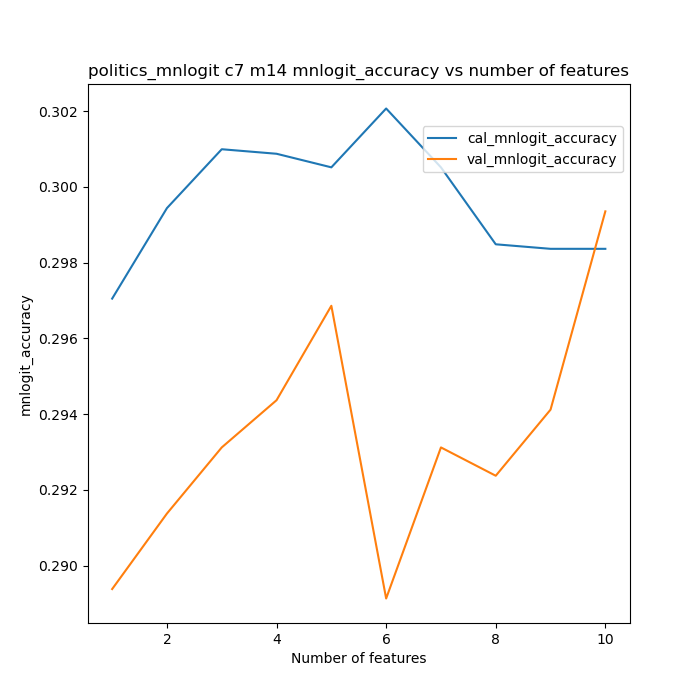 politics_mnlogit c7 m14 mnlogit_accuracy vs number of features
cal_mnlogit_accuracy
val_mnlogit_accuracy
mnlogit_accuracy
0.302
0.300
0.298
0.296
0.294
0.292
0.290
2 4 6 8 10
Number of features